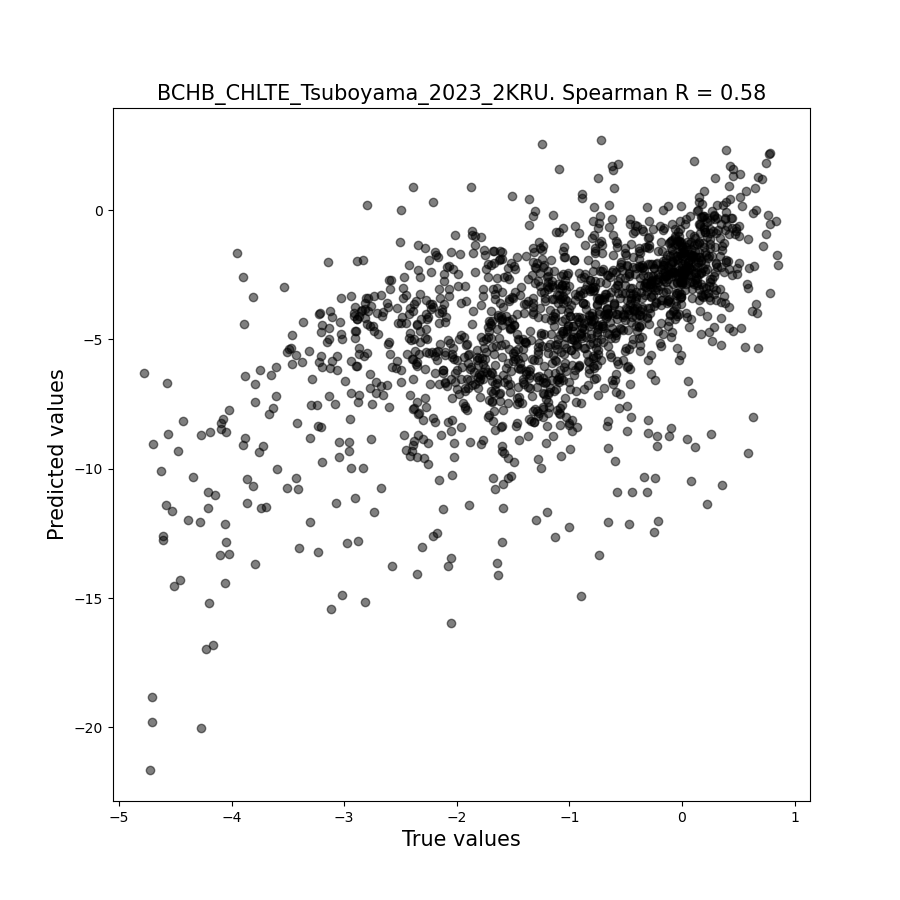 BCHB_CHLTE_Tsuboyama_2023_2KRU. Spearman R = 0.58
0
−5
−10
−15
−20
Predicted values
−5 −4 −3 −2 −1 0 1
True values